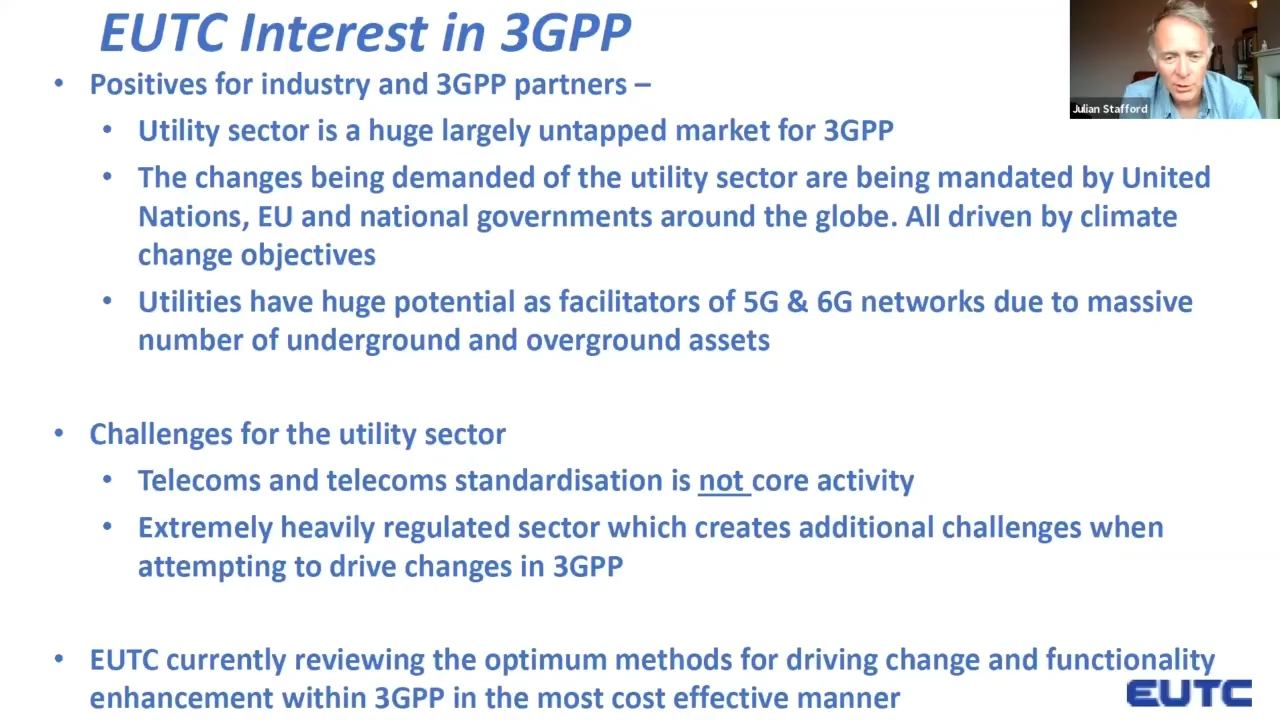 EUTC Interest in 3GPP
• Positives for industry and 3GPP partners –
• Utility sector is a huge largely untapped market for 3GPP
• The changes being demanded of the utility sector are being mandated by United
Nations, EU and national governments around the globe. All driven by climate
change objectives
• Utilities have huge potential as facilitators of 5G & 6G networks due to massive
number of underground and overground assets
• Challenges for the utility sector
• Telecoms and telecoms standardisation is not core activity
• Extremely heavily regulated sector which creates additional challenges when
attempting to drive changes in 3GPP
• EUTC currently reviewing the optimum methods for driving change and functionality
enhancement within 3GPP in the most cost effective manner
Julian Stafford
EUTC